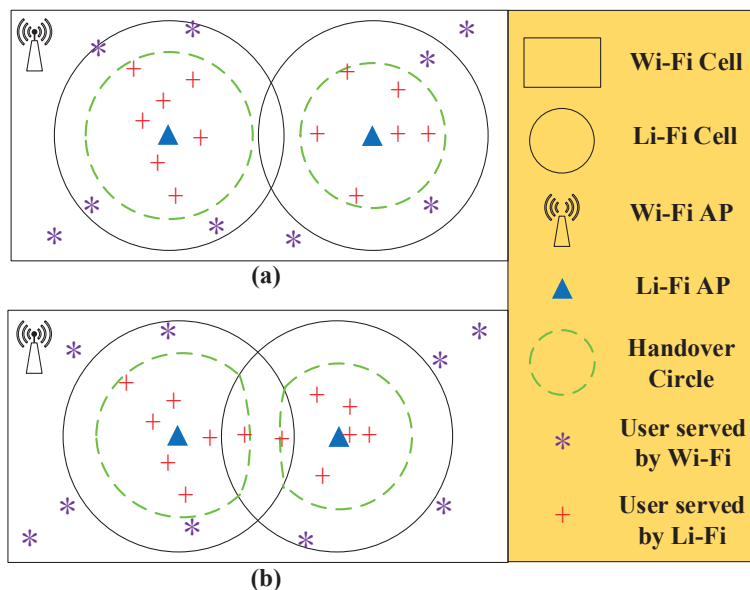 Wi-Fi Cell
Li-Fi Cell
Wi-Fi AP
Li-Fi AP
Handover
Circle
User served
by Wi-Fi
User served
by Li-Fi
(a)
(b)